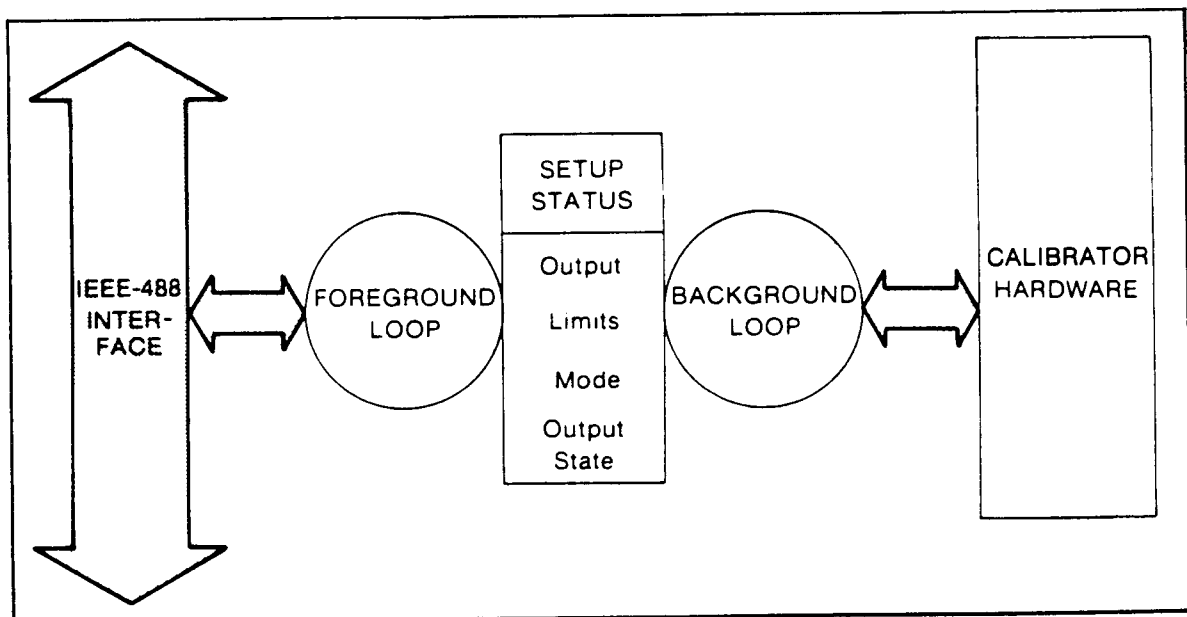 IEEE-488
INTER-
FACE
FOREGROUND
LOOP
SETUP
STATUS
Output
Limits
Mode
Output
State
BACKGROUND
LOOP
CALIBRATOR
HARDWARE